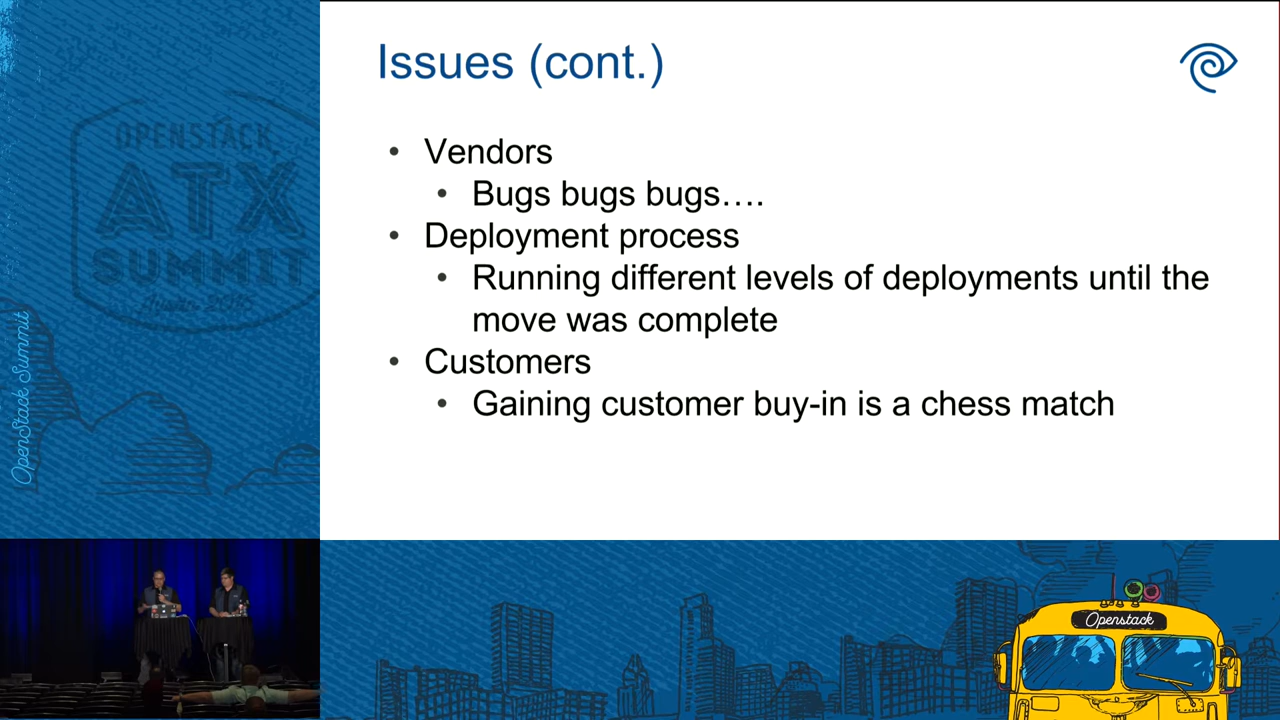 Issues (cont.)
• Vendors
• Bugs bugs bugs….
• Deployment process
• Running different levels of deployments until the
move was complete
• Customers
• Gaining customer buy-in is a chess match
OPENSTACK
ATX
SUMMIT
OpenStack Summit
Openstack